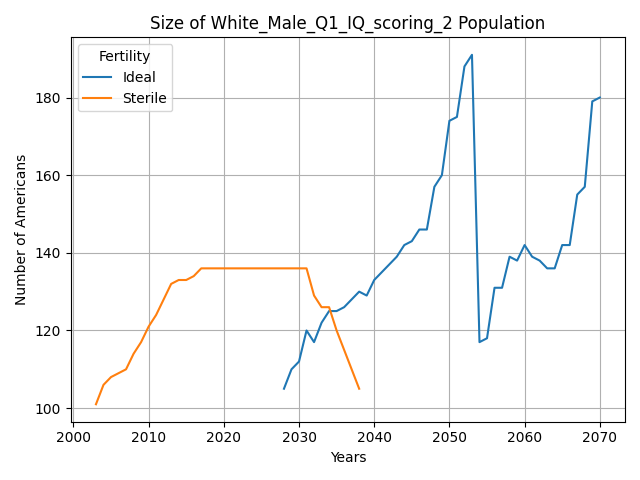 Size of White_Male_Q1_IQ_scoring_2 Population
Fertility
Ideal
Sterile
Number of Americans
180
160
140
120
100
2000 2010 2020 2030 2040 2050 2060 2070
Years